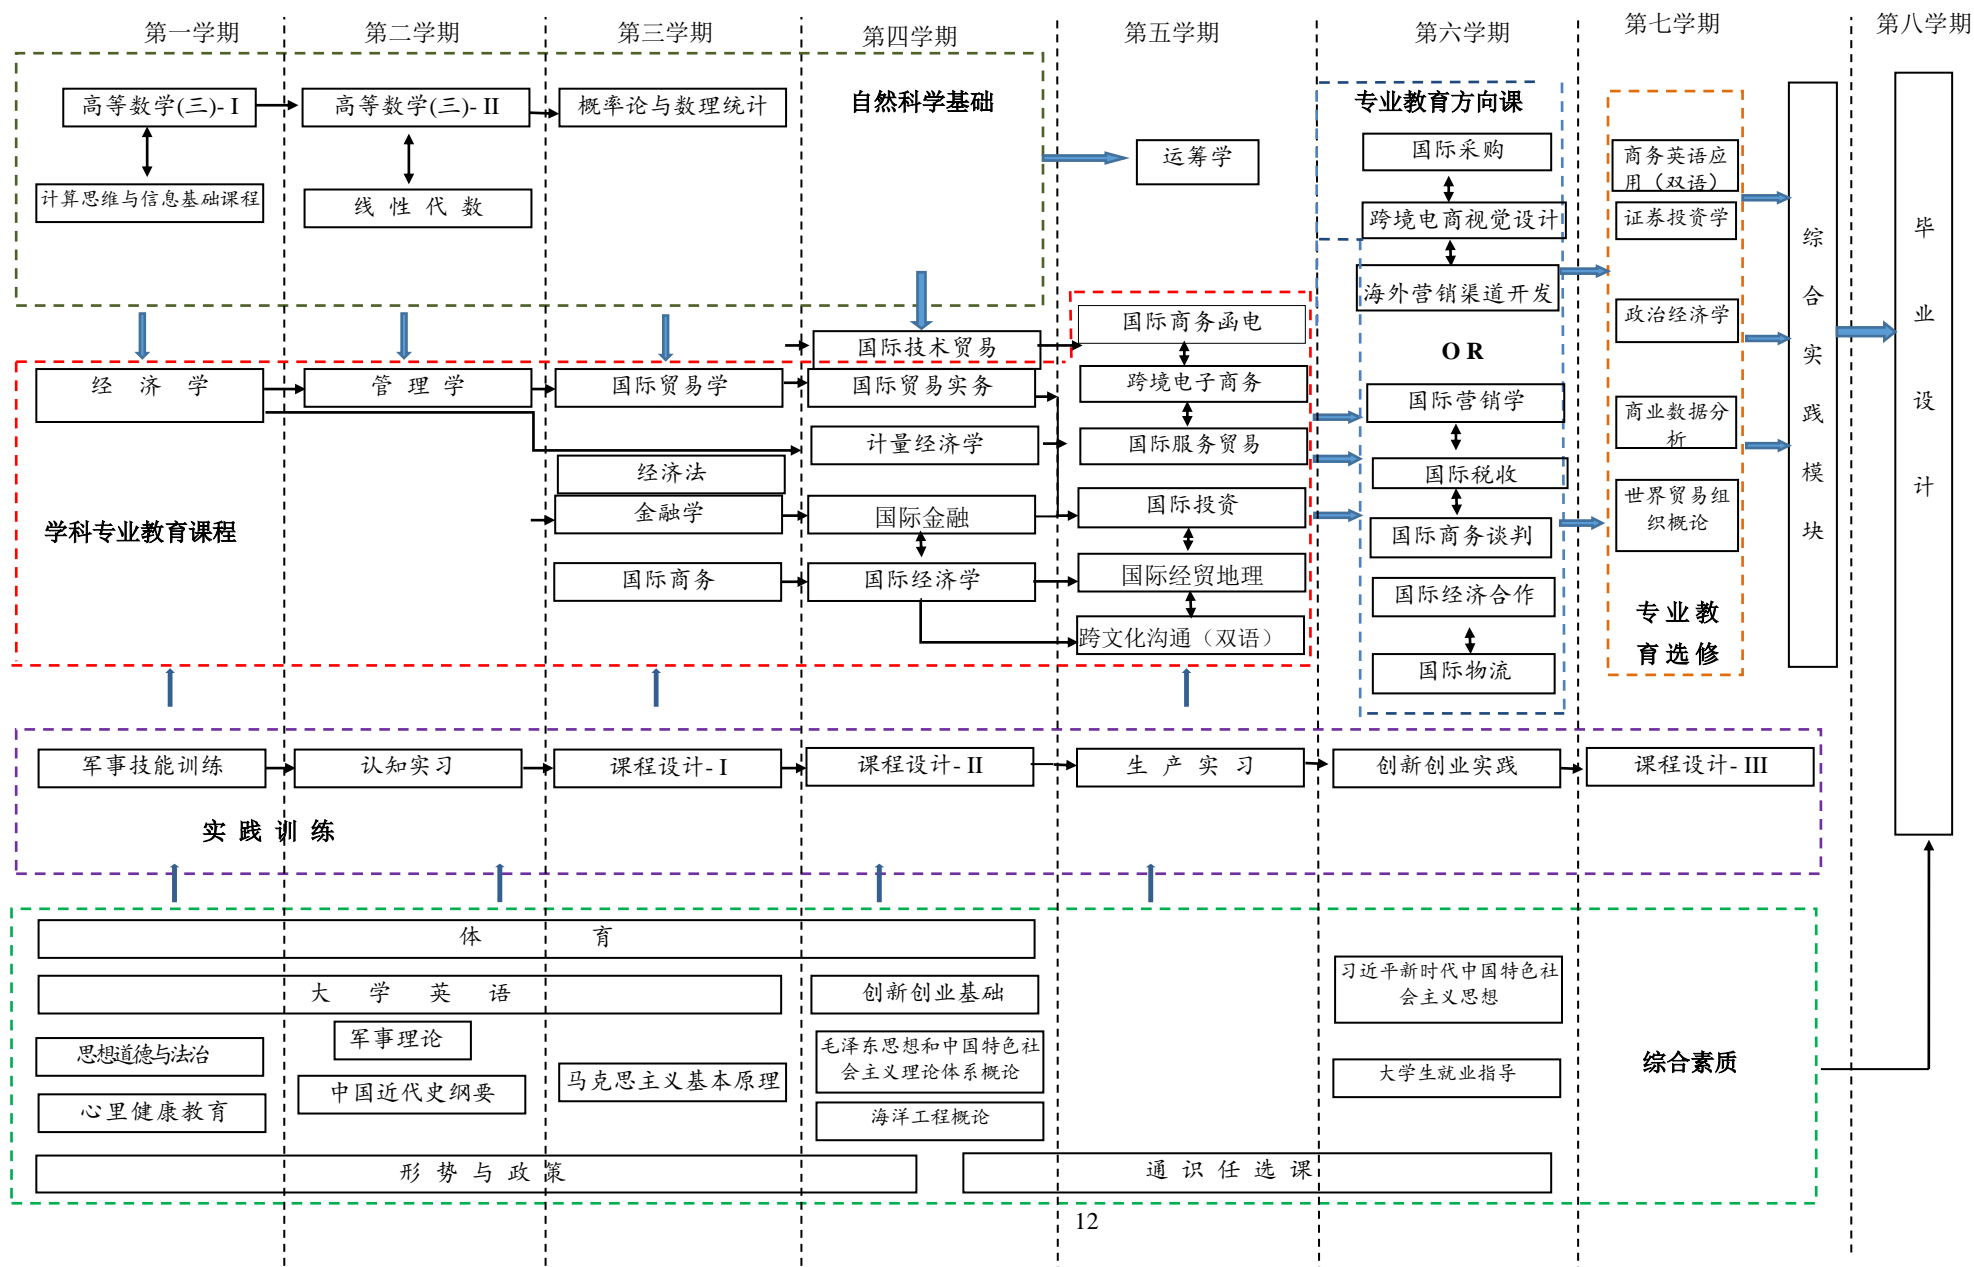 第一学期
第二学期
第三学期
第四学期
第五学期
第六学期
第七学期
第八学期
高等数学(三)- I
高等数学(三)- II
概率论与数理统计
自然科学基础
计算思维与信息基础课程
线 性 代 数
运筹学
专业教育方向课
国际采购
跨境电商视觉设计
海外营销渠道开发
O R
国际营销学
国际税收
国际商务谈判
国际经济合作
国际物流
商务英语应
用（双语）
证券投资学
政治经济学
商业数据分
析
世界贸易组
织概论
专 业 教
育 选 修
综
合
实
践
模
块
毕
业
设
计
经 济 学
管 理 学
国际贸易学
国际技术贸易
国际贸易实务
计量经济学
经济法
金融学
国际金融
国际商务
国际经济学
学科专业教育课程
国际商务函电
跨境电子商务
国际服务贸易
国际投资
国际经贸地理
跨文化沟通（双语）
军事技能训练
认知实习
课程设计- I
课程设计- II
生 产 实 习
创新创业实践
课程设计- III
实 践 训 练
体 育
大 学 英 语
创新创业基础
思想道德与法治
军事理论
中国近代史纲要
心里健康教育
马克思主义基本原理
毛泽东思想和中国特色社
会主义理论体系概论
海洋工程概论
习近平新时代中国特色社
会主义思想
大学生就业指导
综合素质
形 势 与 政 策
通 识 任 选 课
12